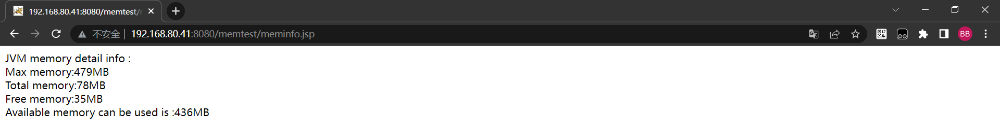 192.168.80.41:8080/memtest/
不安全 | 192.168.80.41:8080/memtest/meminfo.jsp
BB
JVM memory detail info :
Max memory:479MB
Total memory:78MB
Free memory:35MB
Available memory can be used is :436MB